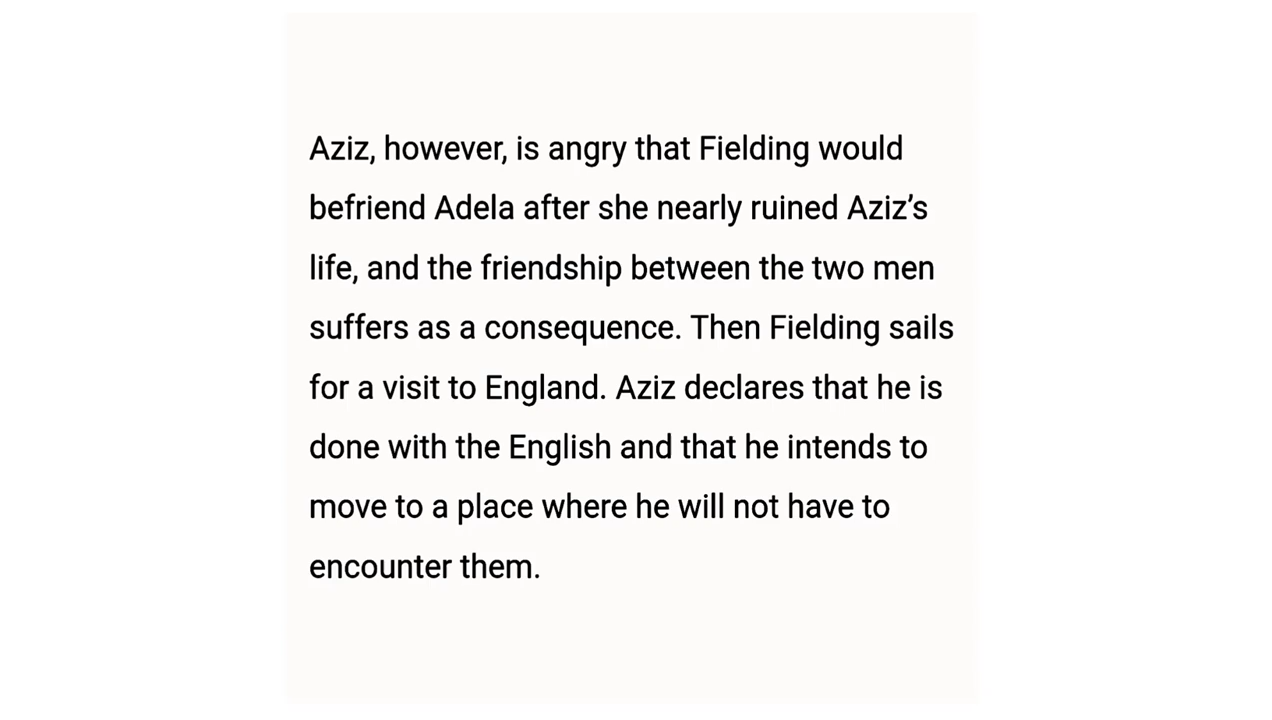 Aziz, however, is angry that Fielding would
befriend Adela after she nearly ruined Aziz’s
life, and the friendship between the two men
suffers as a consequence. Then Fielding sails
for a visit to England. Aziz declares that he is
done with the English and that he intends to
move to a place where he will not have to
encounter them.